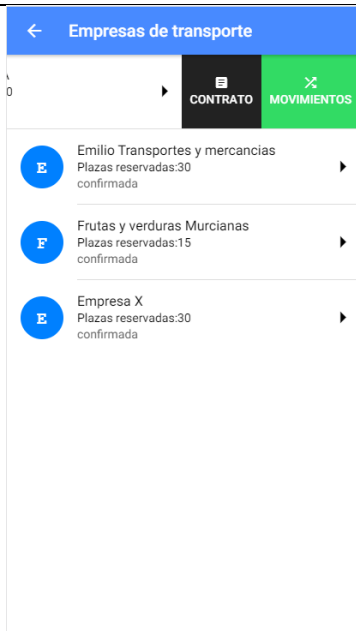 Empresas de transporte
A
0
CONTRATO
MOVIMIENTOS
E
Emilio Transportes y mercancias
Plazas reservadas:30
confirmada
F
Frutas y verduras Murcianas
Plazas reservadas:15
confirmada
E
Empresa X
Plazas reservadas:30
confirmada